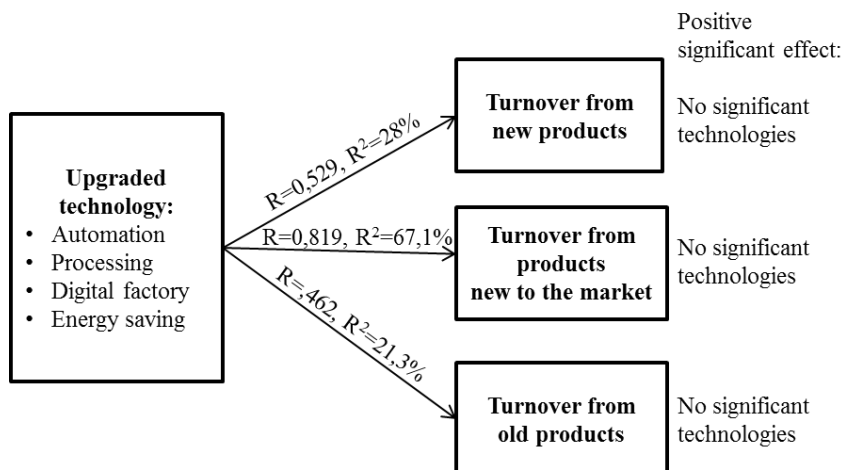 Positive
significant effect:
Upgraded
technology:
• Automation
• Processing
• Digital factory
• Energy saving
R=0,529, R²=28%
Turnover from
new products
No significant
technologies
R=0,819, R²=67,1%
Turnover from
products
new to the market
No significant
technologies
R=,462, R²=21,3%
Turnover from
old products
No significant
technologies